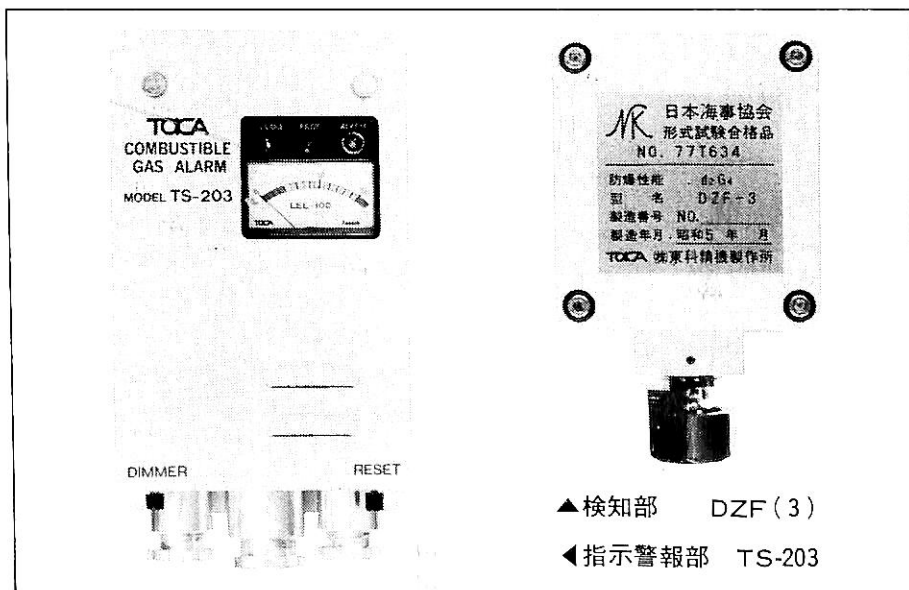 TOCA
COMBUSTIBLE
GAS ALARM
MODEL TS-203
LEL-100
TOCA
DIMMER
RESET
NK 日本海事協会
形式試験合格品
NO. 77T634
防爆性能 d2G4
型 名 DZF-3
製造番号 NO.
製造年月 昭和5 年 月
TOCA ㈱東科精機製作所
▲検知部 DZF(3)
◀指示警報部 TS-203